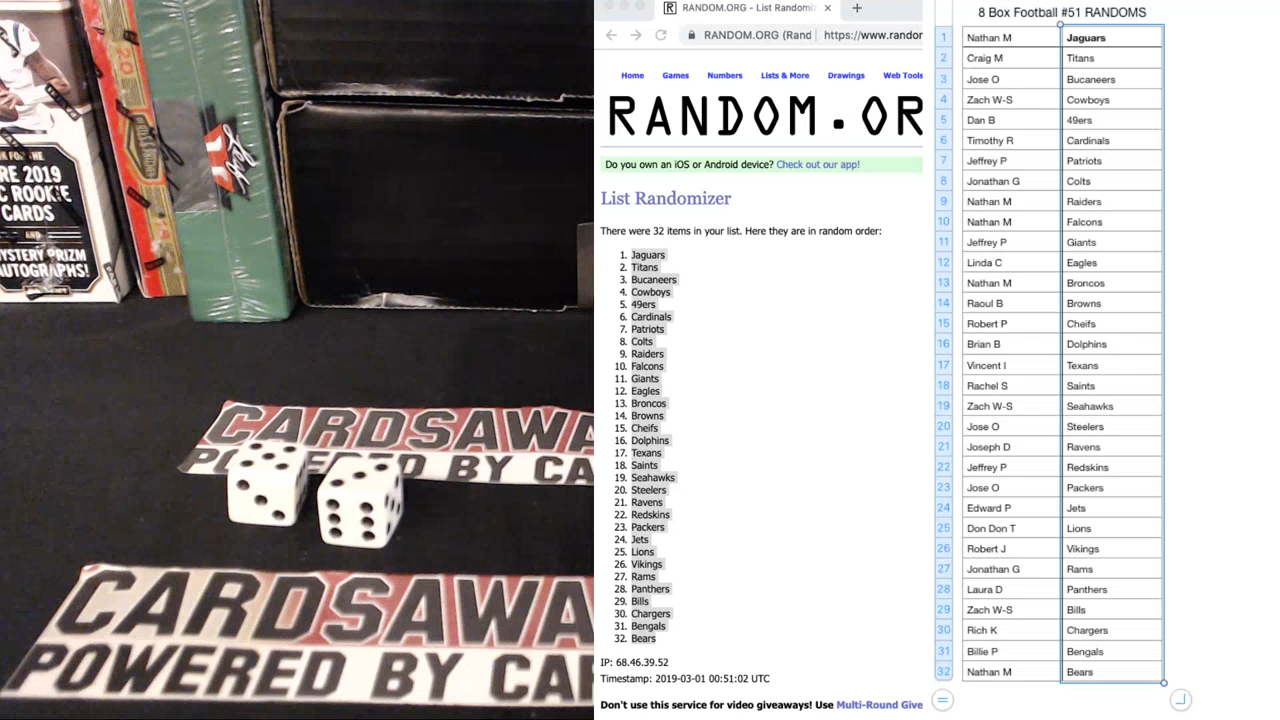 RE 2019
C ROOKIE
CARDS
AND
MYSTERY PRIZM
AUTOGRAPHS!
20
Leaf
CARDSAWA
POWERED BY CA
CARDSAWA
POWERED BY CAR
RANDOM.ORG - List Randomiz
RANDOM.ORG (Rand
https://www.randor
Home Games Numbers Lists & More Drawings Web Tools
RANDOM.OR
Do you own an iOS or Android device? Check out our app!
List Randomizer
There were 32 items in your list. Here they are in random order:
1. Jaguars
2. Titans
3. Bucaneers
4. Cowboys
5. 49ers
6. Cardinals
7. Patriots
8. Colts
9. Raiders
10. Falcons
11. Giants
12. Eagles
13. Broncos
14. Browns
15. Cheifs
16. Dolphins
17. Texans
18. Saints
19. Seahawks
20. Steelers
21. Ravens
22. Redskins
23. Packers
24. Jets
25. Lions
26. Vikings
27. Rams
28. Panthers
29. Bills
30. Chargers
31. Bengals
32. Bears
IP: 68.46.39.52
Timestamp: 2019-03-01 00:51:02 UTC
Don't use this service for video giveaways! Use Multi-Round Give
8 Box Football #51 RANDOMS
1 Nathan M Jaguars
2 Craig M Titans
3 Jose O Bucaneers
4 Zach W-S Cowboys
5 Dan B 49ers
6 Timothy R Cardinals
7 Jeffrey P Patriots
8 Jonathan G Colts
9 Nathan M Raiders
10 Nathan M Falcons
11 Jeffrey P Giants
12 Linda C Eagles
13 Nathan M Broncos
14 Raoul B Browns
15 Robert P Cheifs
16 Brian B Dolphins
17 Vincent I Texans
18 Rachel S Saints
19 Zach W-S Seahawks
20 Jose O Steelers
21 Joseph D Ravens
22 Jeffrey P Redskins
23 Jose O Packers
24 Edward P Jets
25 Don Don T Lions
26 Robert J Vikings
27 Jonathan G Rams
28 Laura D Panthers
29 Zach W-S Bills
30 Rich K Chargers
31 Billie P Bengals
32 Nathan M Bears